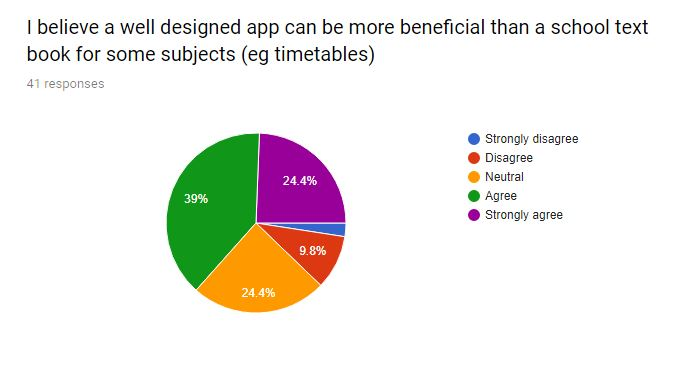 I believe a well designed app can be more beneficial than a school text
book for some subjects (eg timetables)
41 responses
Strongly disagree
Disagree
Neutral
Agree
Strongly agree
24.4%
39%
9.8%
24.4%